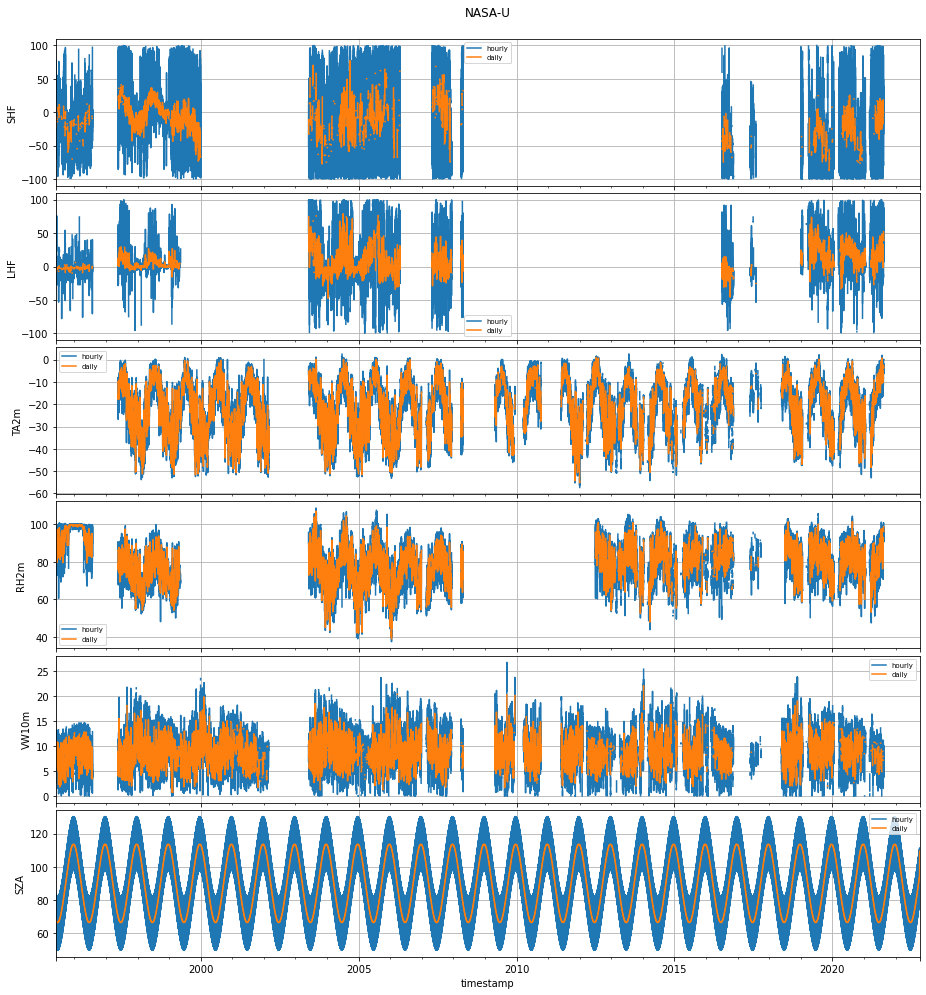 NASA-U
SHF
100
50
0
−50
−100
hourly
daily
LHF
100
50
0
−50
−100
hourly
daily
TA2m
0
−10
−20
−30
−40
−50
−60
hourly
daily
RH2m
100
80
60
40
hourly
daily
VW10m
25
20
15
10
5
0
hourly
daily
SZA
120
100
80
60
hourly
daily
2000
2005
2010
2015
2020
timestamp